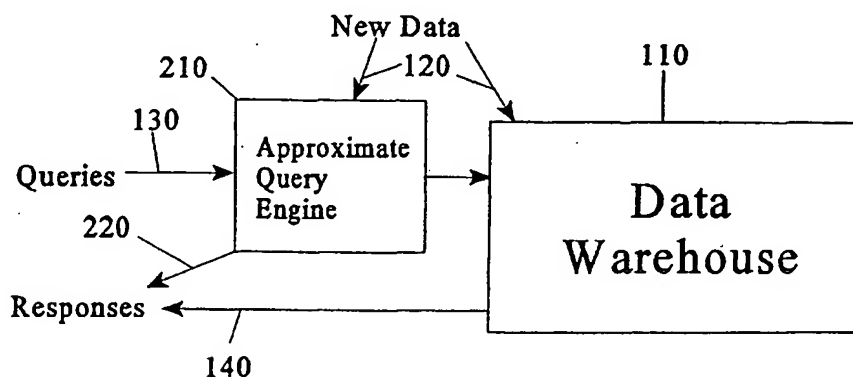 New Data
210
120
110
130
Approximate
Query
Engine
Queries
Data
Warehouse
220
Responses
140